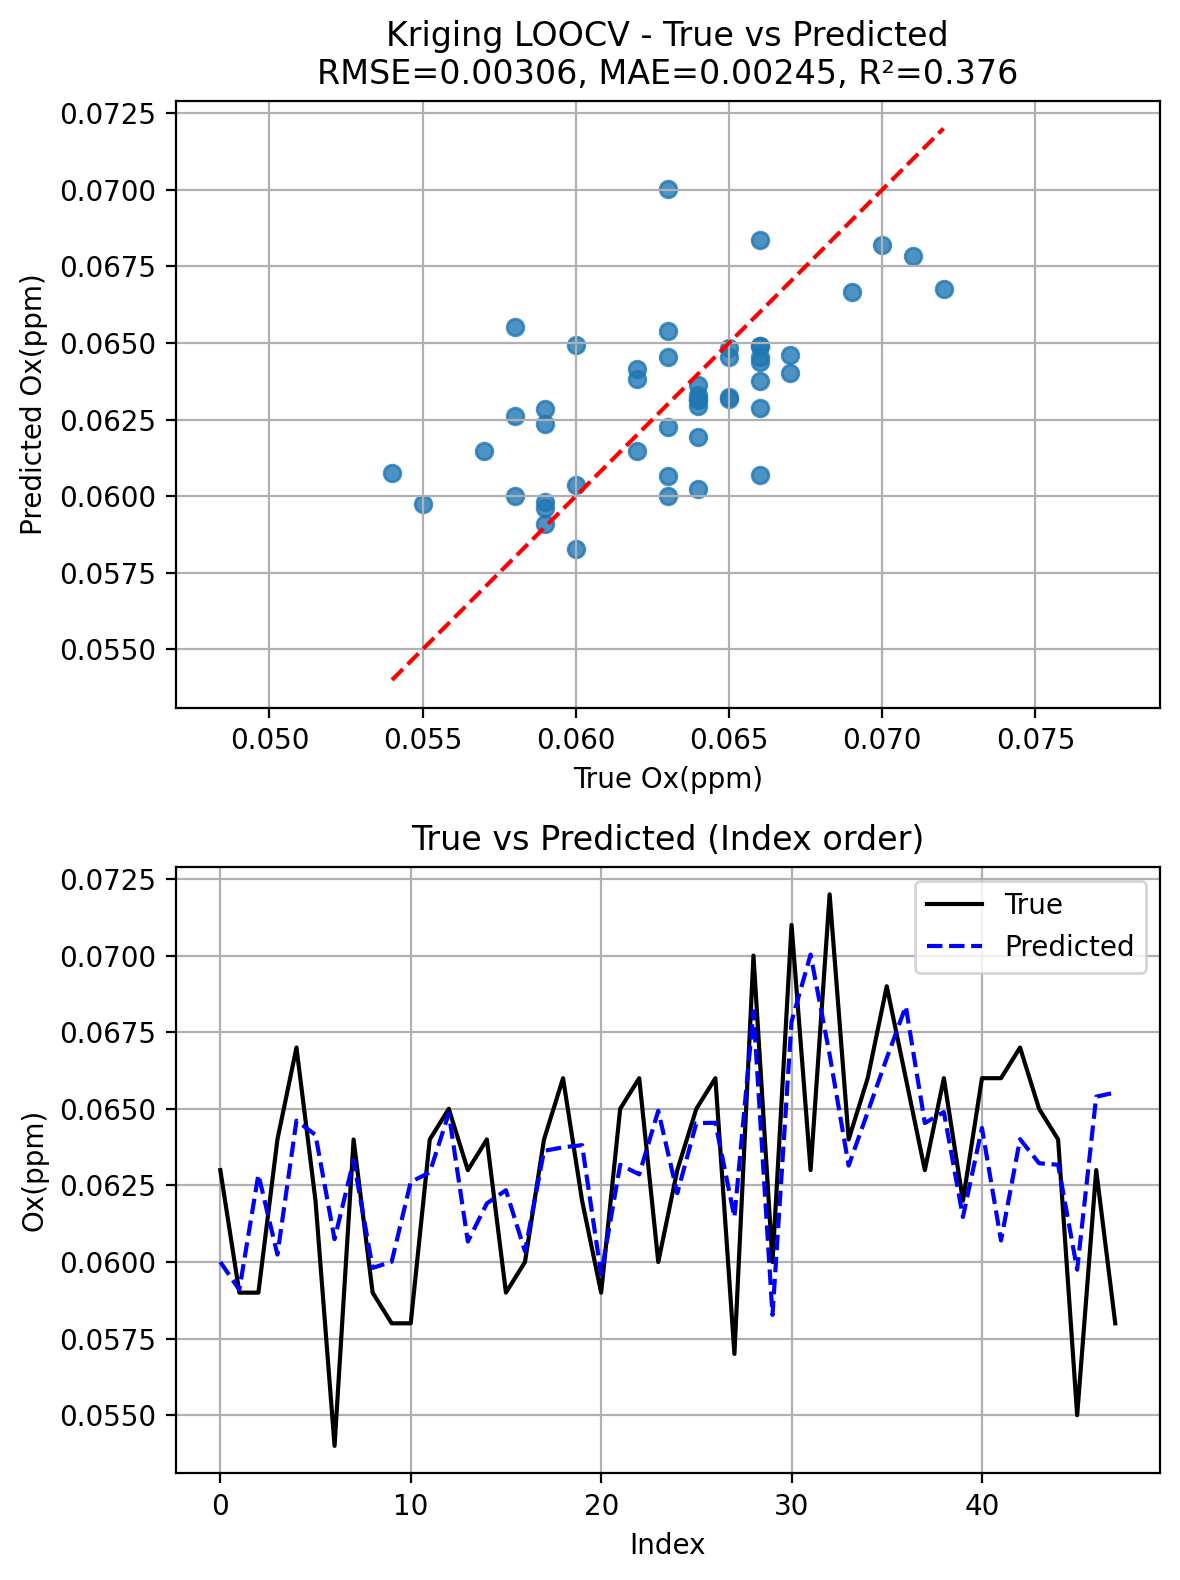 Kriging LOOCV - True vs Predicted
RMSE=0.00306, MAE=0.00245, R²=0.376
0.0725
0.0700
0.0675
0.0650
0.0625
0.0600
0.0575
0.0550
Predicted Ox(ppm)
0.050 0.055 0.060 0.065 0.070 0.075
True Ox(ppm)
True vs Predicted (Index order)
True
Predicted
0.0725
0.0700
0.0675
0.0650
0.0625
0.0600
0.0575
0.0550
Ox(ppm)
0 10 20 30 40
Index